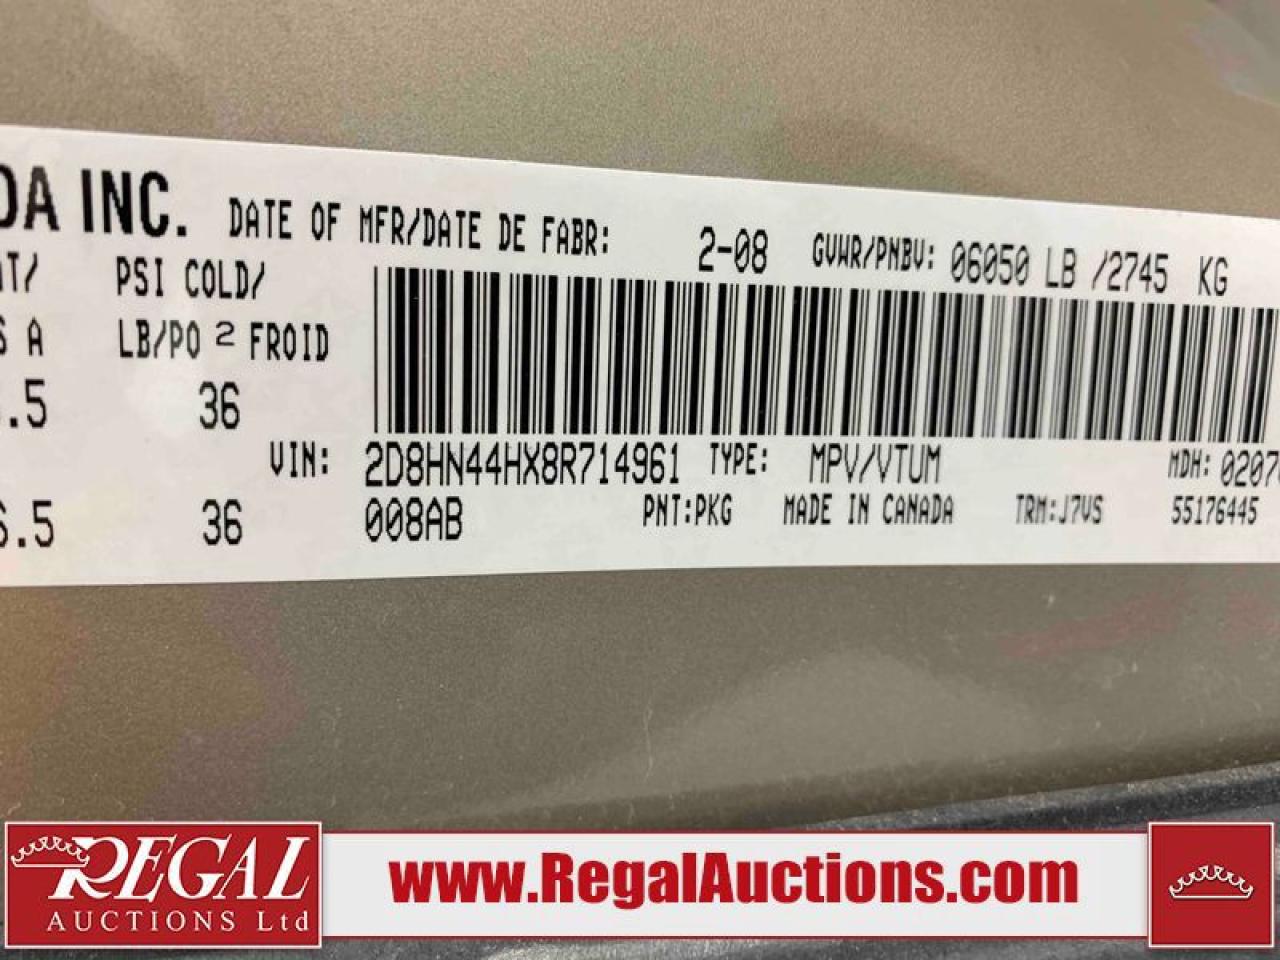 INC. DATE OF MFR/DATE DE FABR: 2-08 GVWR/PNBV: 06050 LB /2745 KG
PSI COLD/
A LB/PO 2 FROID
.5 36
VIN: 2D8HN44HX8R714961 TYPE: MPV/VTUM MDH:
.5 36 008AB PNT:PKG MADE IN CANADA TRM:J7VS 55176445
REGAL
AUCTIONS Ltd
www.RegalAuctions.com